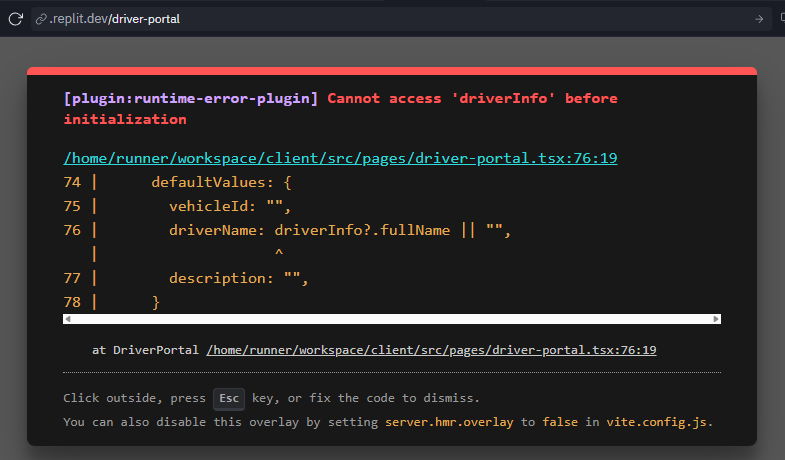 .replit.dev/driver-portal
[plugin:runtime-error-plugin] Cannot access 'driverInfo' before
initialization
/home/runner/workspace/client/src/pages/driver-portal.tsx:76:19
74 |      defaultValues: {
75 |        vehicleId: "",
76 |        driverName: driverInfo?.fullName || "",
   |                    ^
77 |        description: "",
78 |      }
at DriverPortal /home/runner/workspace/client/src/pages/driver-portal.tsx:76:19
Click outside, press Esc key, or fix the code to dismiss.
You can also disable this overlay by setting server.hmr.overlay to false in vite.config.js.